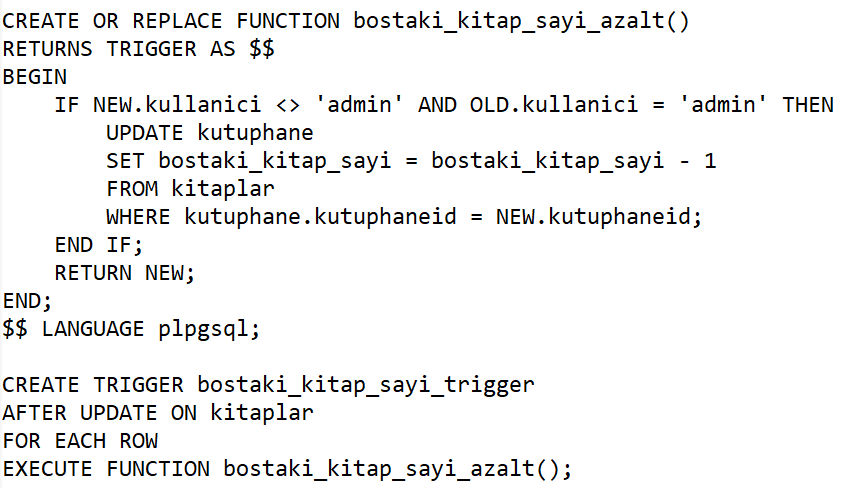 CREATE OR REPLACE FUNCTION bostaki_kitap_sayi_azalt()
RETURNS TRIGGER AS $$
BEGIN
    IF NEW.kullanici <> 'admin' AND OLD.kullanici = 'admin' THEN
        UPDATE kutuphane
        SET bostaki_kitap_sayi = bostaki_kitap_sayi - 1
        FROM kitaplar
        WHERE kutuphane.kutuphaneid = NEW.kutuphaneid;
    END IF;
    RETURN NEW;
END;
$$ LANGUAGE plpgsql;

CREATE TRIGGER bostaki_kitap_sayi_trigger
AFTER UPDATE ON kitaplar
FOR EACH ROW
EXECUTE FUNCTION bostaki_kitap_sayi_azalt();